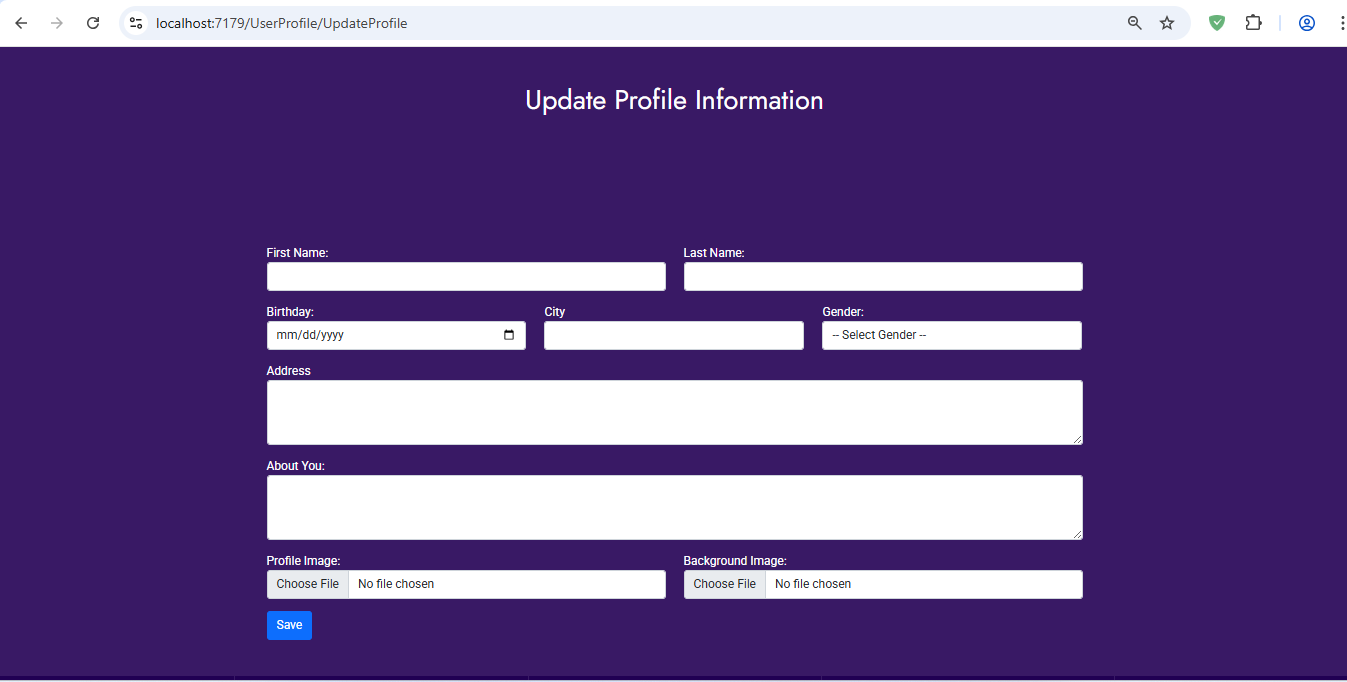 localhost:7179/UserProfile/UpdateProfile
Update Profile Information
First Name: Last Name:
Birthday: City Gender:
mm/dd/yyyy -- Select Gender --
Address
About You:
Profile Image: Background Image:
Choose File No file chosen Choose File No file chosen
Save